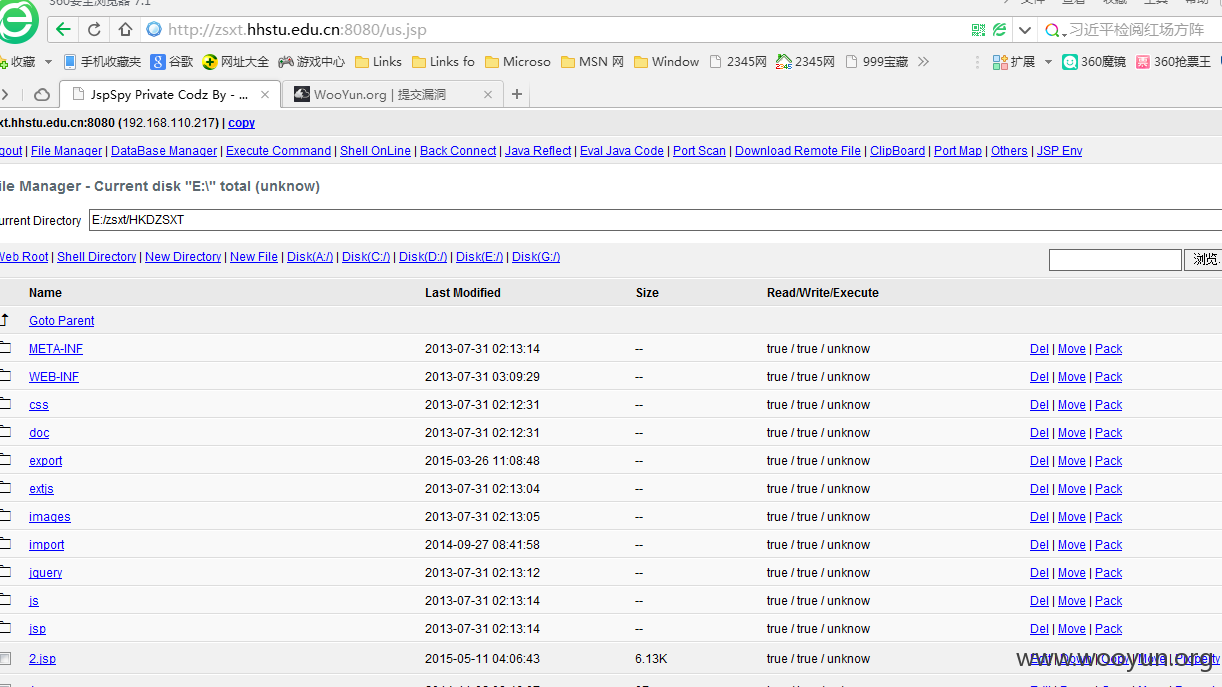 360安全浏览器 7.1 文件 查看 收藏 工具 帮助
http://zsxt.hhstu.edu.cn:8080/us.jsp 习近平检阅红场方阵
收藏 手机收藏夹 谷歌 网址大全 游戏中心 Links Links fo Microso MSN 网 Window 2345网 2345网 999宝藏 扩展 360魔镜 360抢票王
JspSpy Private Codz By - ... WooYun.org | 提交漏洞
xt.hhstu.edu.cn:8080 (192.168.110.217) | copy
gout | File Manager | DataBase Manager | Execute Command | Shell OnLine | Back Connect | Java Reflect | Eval Java Code | Port Scan | Download Remote File | ClipBoard | Port Map | Others | JSP Env
ile Manager - Current disk "E:\" total (unknow)
urrent Directory E:/zsxt/HKDZSXT
Web Root | Shell Directory | New Directory | New File | Disk(A:/) | Disk(C:/) | Disk(D:/) | Disk(E:/) | Disk(G:/) 浏览.
Name Last Modified Size Read/Write/Execute
Goto Parent
META-INF 2013-07-31 02:13:14 -- true / true / unknow Del | Move | Pack
WEB-INF 2013-07-31 03:09:29 -- true / true / unknow Del | Move | Pack
css 2013-07-31 02:12:31 -- true / true / unknow Del | Move | Pack
doc 2013-07-31 02:12:31 -- true / true / unknow Del | Move | Pack
export 2015-03-26 11:08:48 -- true / true / unknow Del | Move | Pack
extjs 2013-07-31 02:13:04 -- true / true / unknow Del | Move | Pack
images 2013-07-31 02:13:05 -- true / true / unknow Del | Move | Pack
import 2014-09-27 08:41:58 -- true / true / unknow Del | Move | Pack
jquery 2013-07-31 02:13:12 -- true / true / unknow Del | Move | Pack
js 2013-07-31 02:13:14 -- true / true / unknow Del | Move | Pack
jsp 2013-07-31 02:13:14 -- true / true / unknow Del | Move | Pack
2.jsp 2015-05-11 04:06:43 6.13K true / true / unknow Edit | Down | Copy | Move | Property
www.wooyun.org